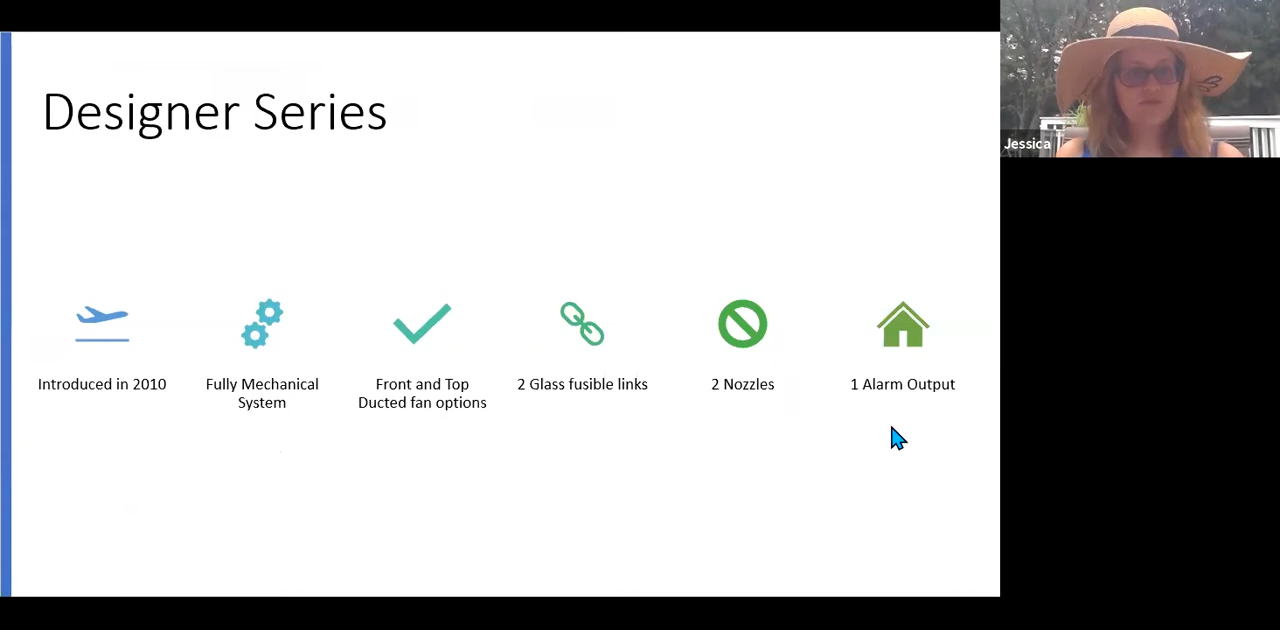 Designer Series
Jessica
Introduced in 2010
Fully Mechanical
System
Front and Top
Ducted fan options
2 Glass fusible links
2 Nozzles
1 Alarm Output